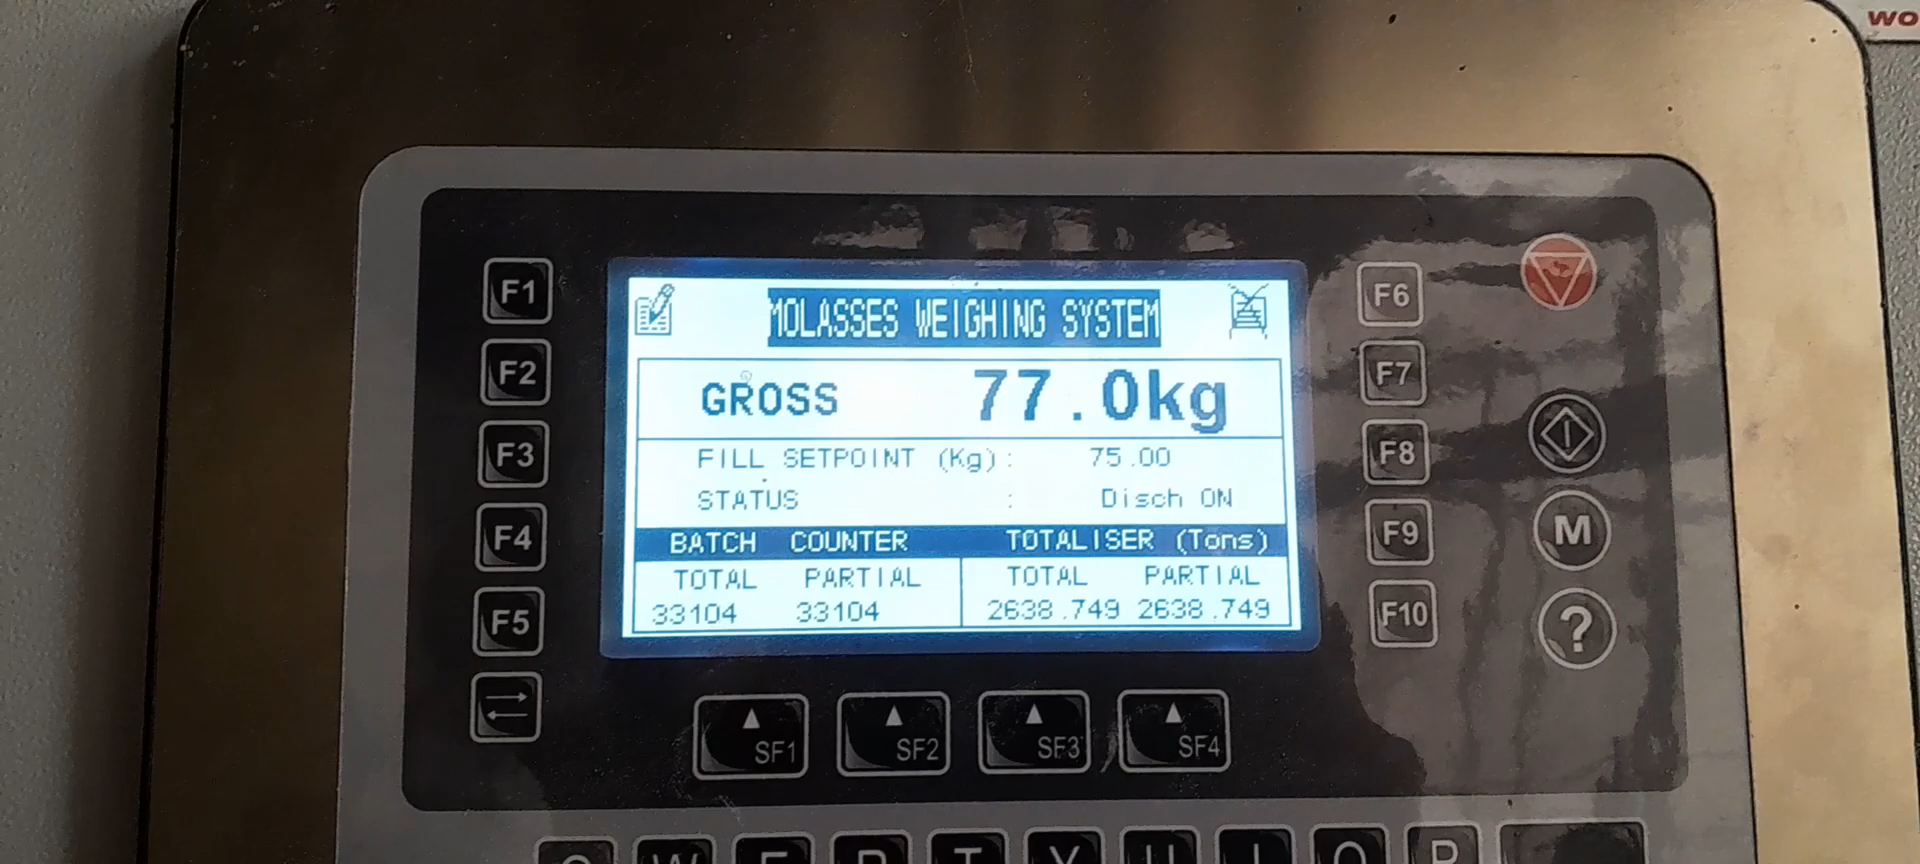 WO
MOLASSES WEIGHING SYSTEM
GROSS 77.0kg
FILL SETPOINT (Kg): 75.00
STATUS : Disch ON
BATCH COUNTER TOTALISER (Tons)
TOTAL PARTIAL TOTAL PARTIAL
33104 33104 2638.749 2638.749
F1 F6
F2 F7
F3 F8
F4 F9 M
F5 F10 ?
SF1 SF2 SF3 SF4
Q W E R T Y U I O P